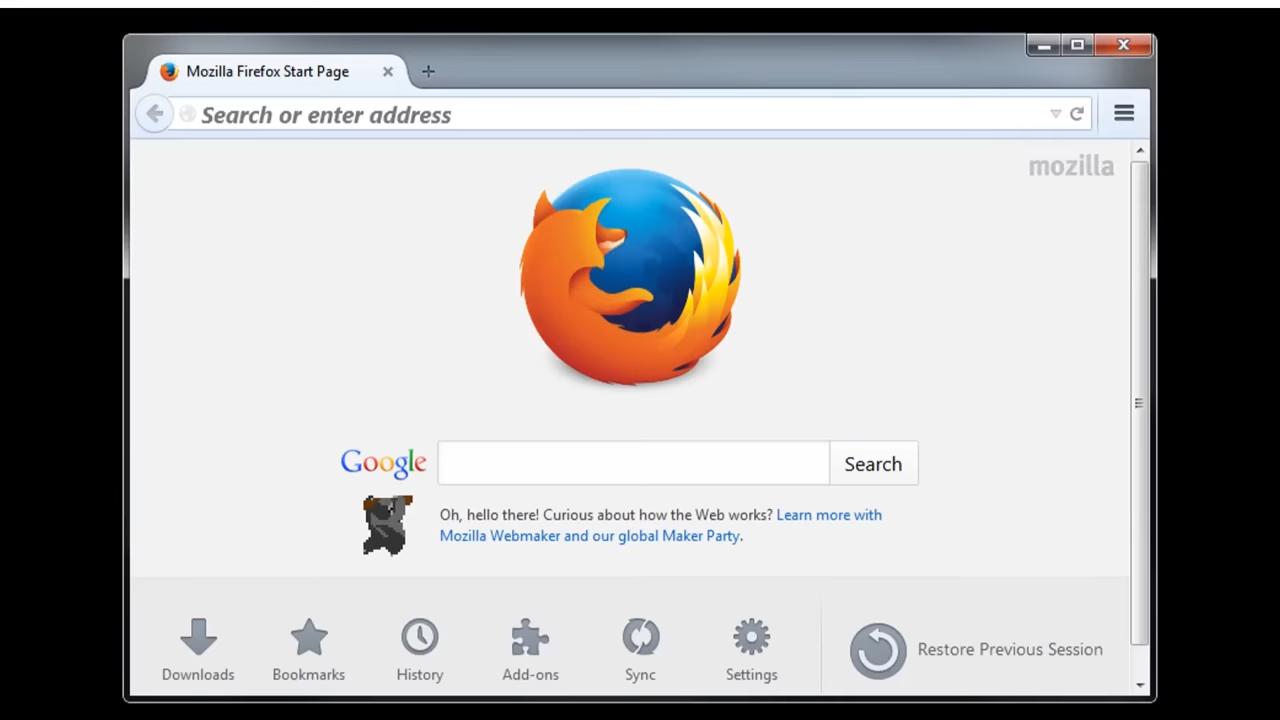 Mozilla Firefox Start Page
Search or enter address
mozilla
Google
Search
Oh, hello there! Curious about how the Web works? Learn more with
Mozilla Webmaker and our global Maker Party.
Downloads
Bookmarks
History
Add-ons
Sync
Settings
Restore Previous Session